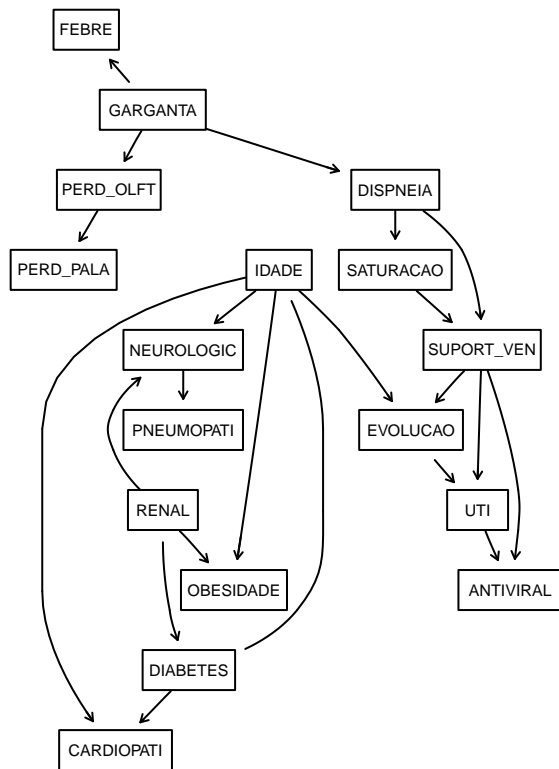 FEBRE
GARGANTA
PERD_OLFT
DISPNEIA
PERD_PALA
IDADE
SATURACAO
NEUROLOGIC
SUPORT_VEN
PNEUMOPATI
EVOLUCAO
RENAL
UTI
OBESIDADE
ANTIVIRAL
DIABETES
CARDIOPATI